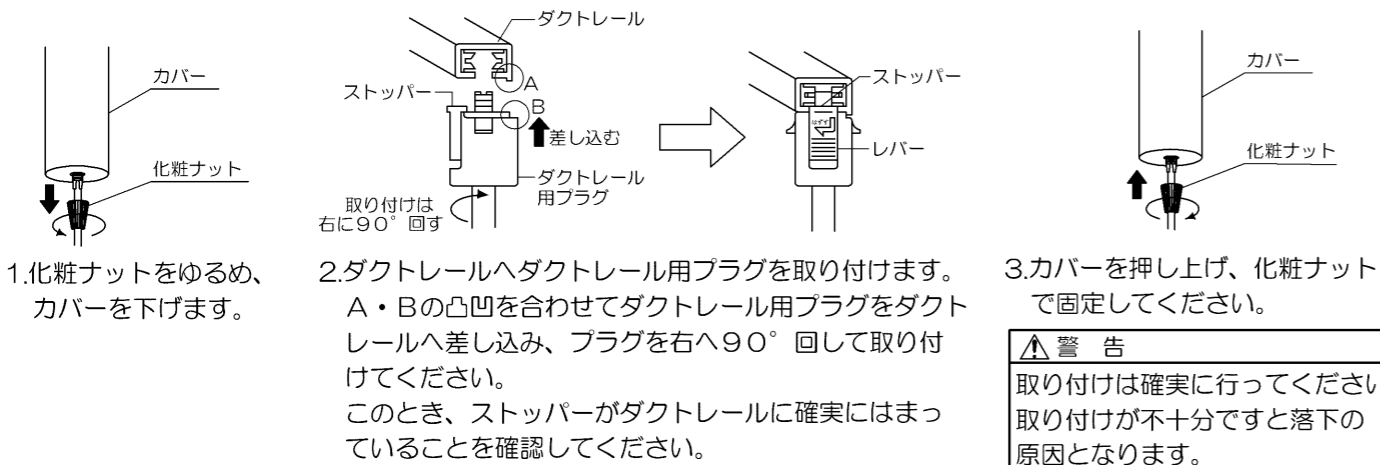 カバー
化粧ナット
1.化粧ナットをゆるめ、
カバーを下げます。
ダクトレール
ストッパー
A
B
差し込む
ダクトレール
用プラグ
取り付けは
右に90°回す
ストッパー
はずす
レバー
2.ダクトレールへダクトレール用プラグを取り付けます。
A・Bの凸凹を合わせてダクトレール用プラグをダクト
レールへ差し込み、プラグを右へ90°回して取り付
けてください。
このとき、ストッパーがダクトレールに確実にはまっ
ていることを確認してください。
カバー
化粧ナット
3.カバーを押し上げ、化粧ナット
で固定してください。
⚠警 告
取り付けは確実に行ってください
取り付けが不十分ですと落下の
原因となります。